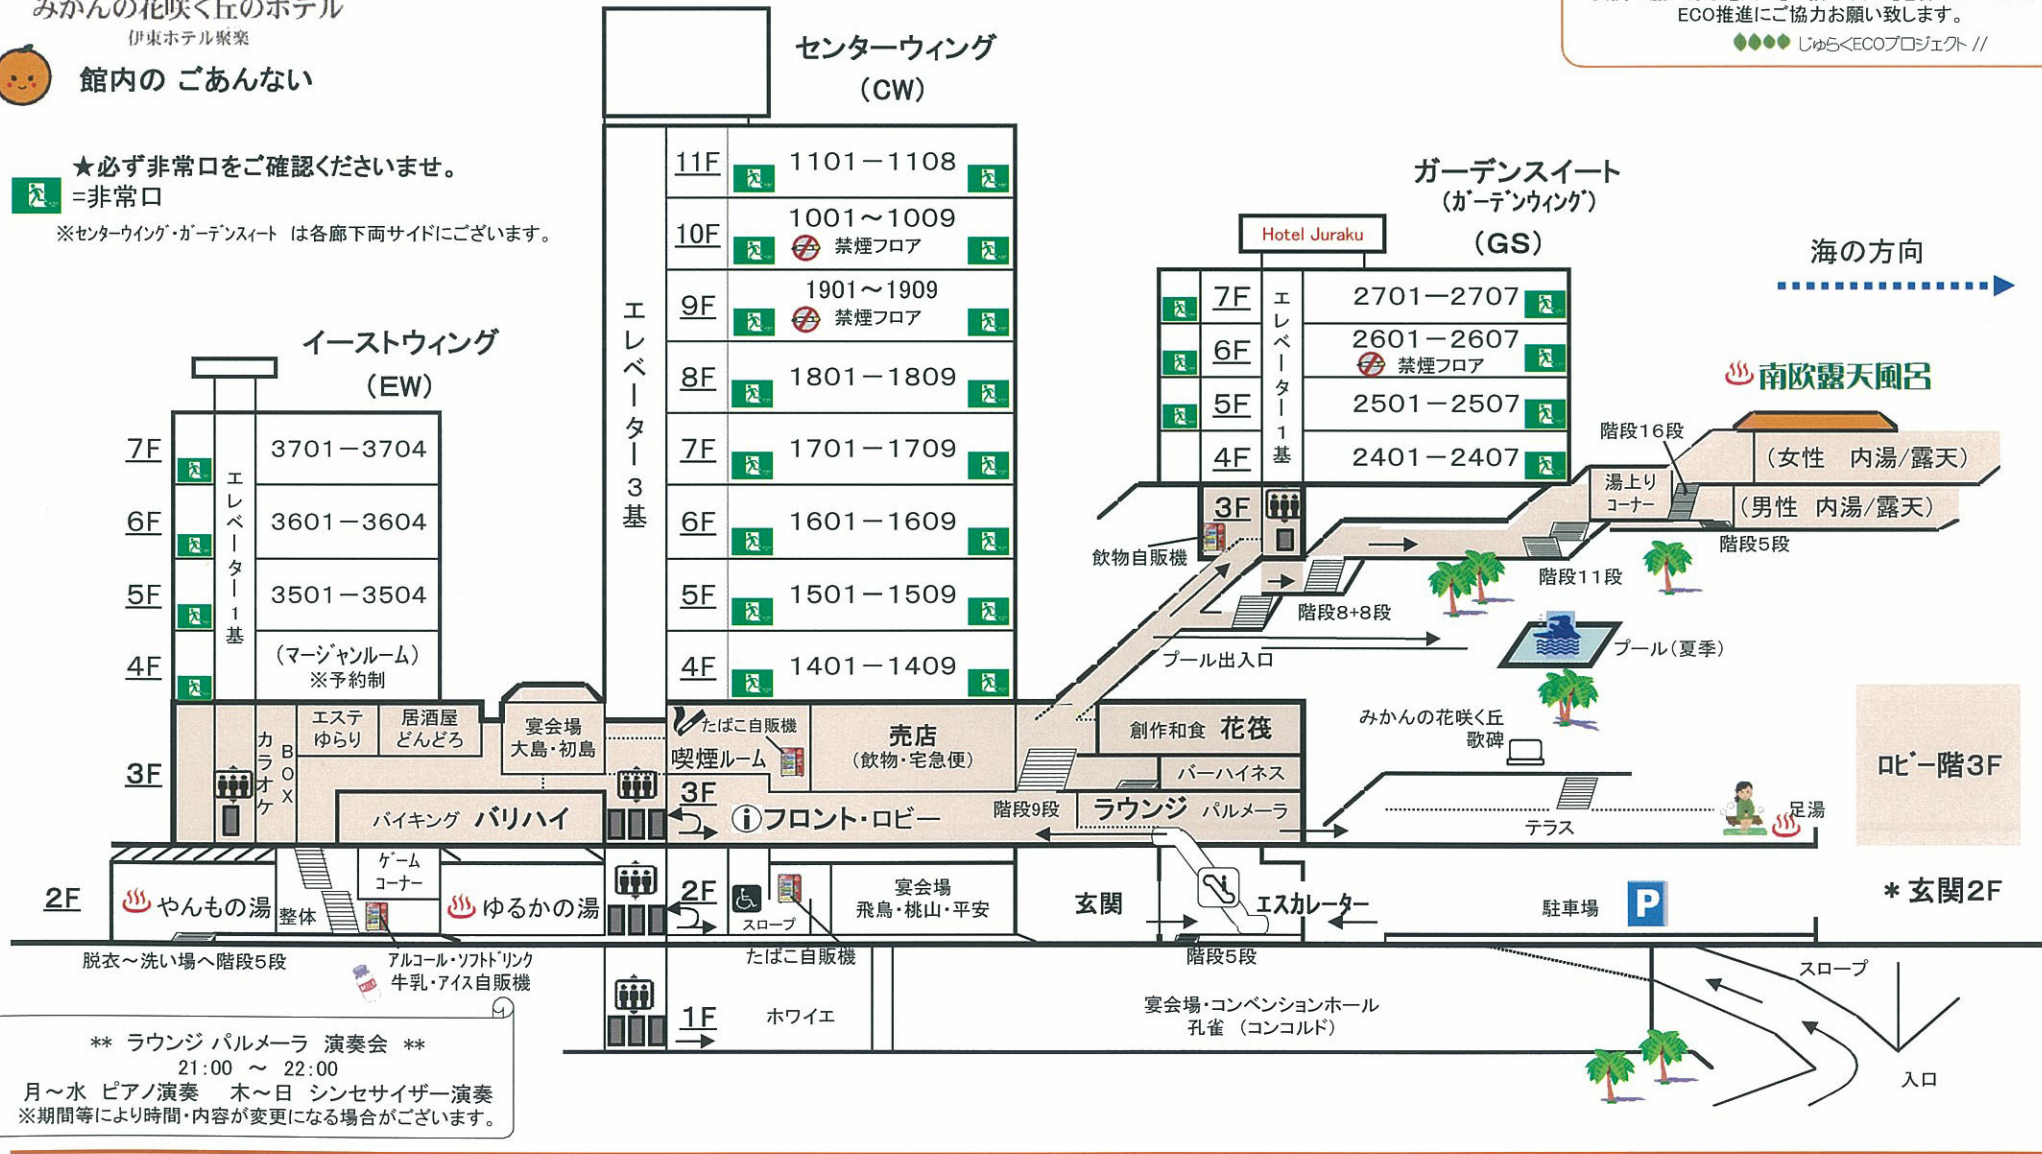 みかんの花咲く丘のホテル
伊東ホテル聚楽
館内の ごあんない
ECO推進にご協力お願い致します。
じゅらくECOプロジェクト //
★必ず非常口をご確認くださいませ。
=非常口
※センターウイング・ガーデンスィート は各廊下両サイドにございます。
センターウィング
(CW)
エレベーター3基
11F 1101－1108
10F 1001～1009
禁煙フロア
9F 1901～1909
禁煙フロア
8F 1801－1809
7F 1701－1709
6F 1601－1609
5F 1501－1509
4F 1401－1409
ガーデンスイート
(ガーデンウィング)
(GS)
Hotel Juraku
エレベーター1基
7F 2701－2707
6F 2601－2607
禁煙フロア
5F 2501－2507
4F 2401－2407
3F
飲物自販機
海の方向
南欧露天風呂
階段16段
(女性 内湯/露天)
湯上り
コーナー
(男性 内湯/露天)
階段5段
階段11段
階段8+8段
プール出入口
プール(夏季)
みかんの花咲く丘
歌碑
テラス
足湯
ロビー階3F
＊玄関2F
イーストウィング
(EW)
エレベーター1基
7F 3701－3704
6F 3601－3604
5F 3501－3504
4F (マージャンルーム)
※予約制
3F
カラオケ
BOX
エステ
ゆらり
居酒屋
どんどろ
宴会場
大島・初島
バイキング バリハイ
たばこ自販機
喫煙ルーム
売店
(飲物・宅急便)
3F
フロント・ロビー
階段9段
創作和食 花筏
バーハイネス
ラウンジ パルメーラ
2F
やんもの湯
整体
ゲーム
コーナー
ゆるかの湯
2F
スロープ
宴会場
飛鳥・桃山・平安
玄関
エスカレーター
駐車場
P
脱衣～洗い場へ階段5段
アルコール・ソフトドリンク
牛乳・アイス自販機
MILK
たばこ自販機
階段5段
スロープ
1F
ホワイエ
宴会場・コンベンションホール
孔雀 (コンコルド)
入口
** ラウンジ パルメーラ 演奏会 **
21:00 ～ 22:00
月～水 ピアノ演奏 木～日 シンセサイザー演奏
※期間等により時間・内容が変更になる場合がございます。